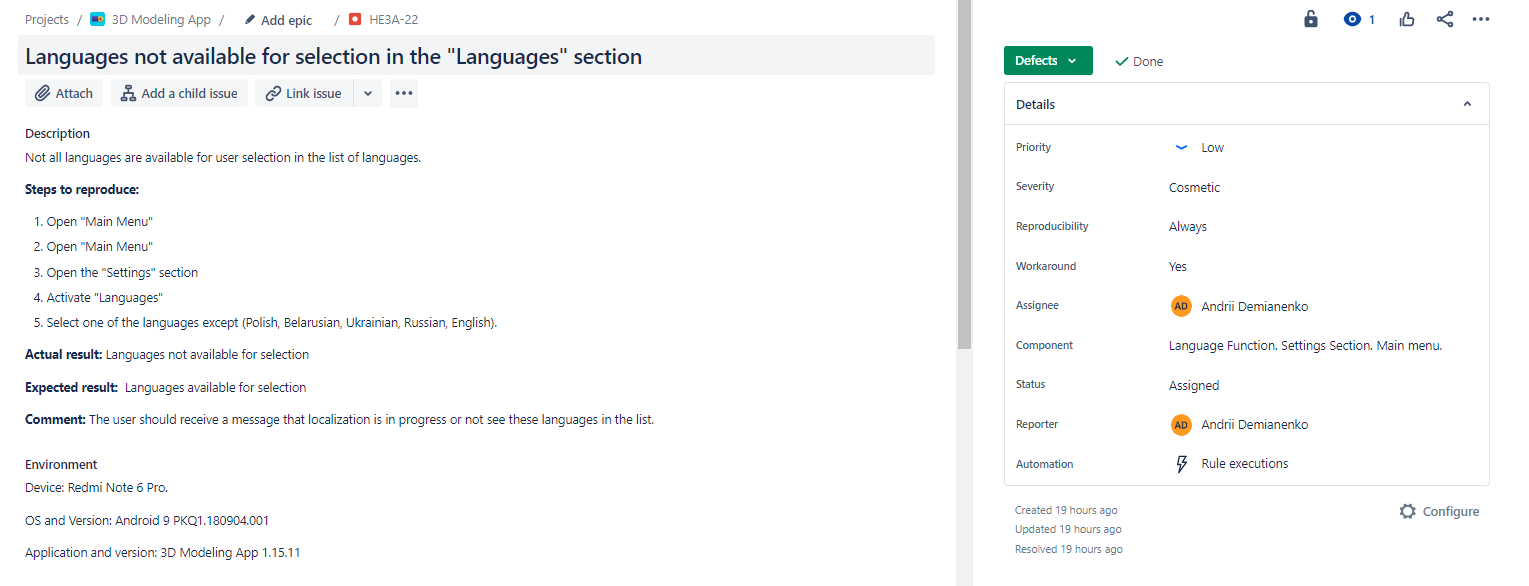 Projects / 3D Modeling App / Add epic / HE3A-22
Languages not available for selection in the "Languages" section
Attach Add a child issue Link issue
Description
Not all languages are available for user selection in the list of languages.
Steps to reproduce:
1. Open "Main Menu"
2. Open "Main Menu"
3. Open the "Settings" section
4. Activate "Languages"
5. Select one of the languages except (Polish, Belarusian, Ukrainian, Russian, English).
Actual result: Languages not available for selection
Expected result: Languages available for selection
Comment: The user should receive a message that localization is in progress or not see these languages in the list.
Environment
Device: Redmi Note 6 Pro.
OS and Version: Android 9 PKQ1.180904.001
Application and version: 3D Modeling App 1.15.11
1
Defects Done
Details
Priority Low
Severity Cosmetic
Reproducibility Always
Workaround Yes
Assignee AD Andrii Demianenko
Component Language Function. Settings Section. Main menu.
Status Assigned
Reporter AD Andrii Demianenko
Automation Rule executions
Created 19 hours ago
Configure
Updated 19 hours ago
Resolved 19 hours ago